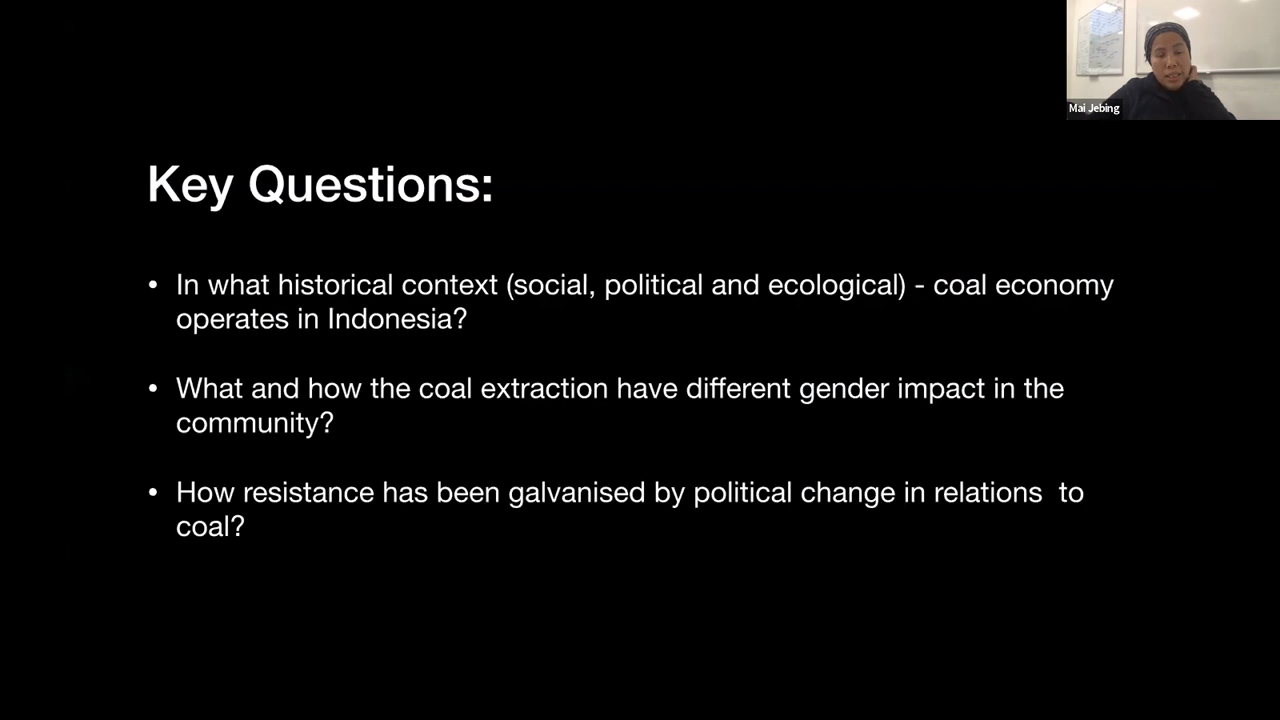 Mai Jebing
Key Questions:
• In what historical context (social, political and ecological) - coal economy
operates in Indonesia?
• What and how the coal extraction have different gender impact in the
community?
• How resistance has been galvanised by political change in relations  to
coal?